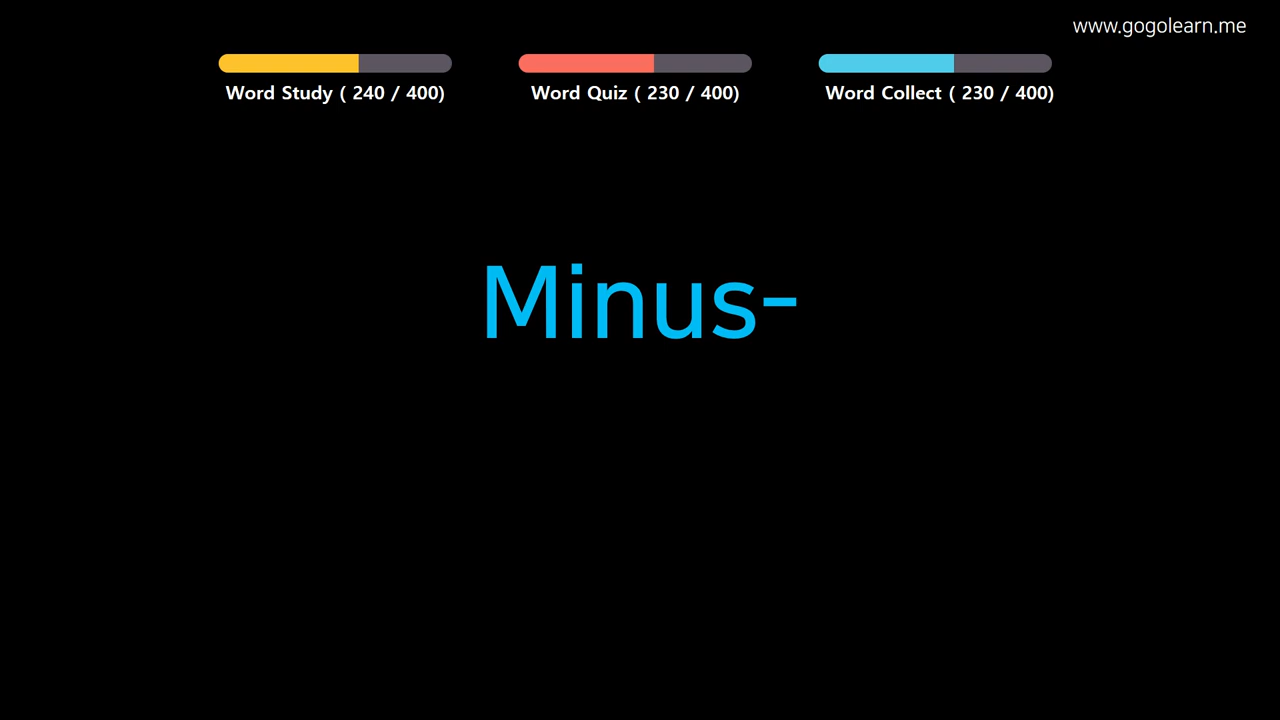 www.gogolearn.me
Word Study ( 240 / 400)
Word Quiz ( 230 / 400)
Word Collect ( 230 / 400)
Minus-